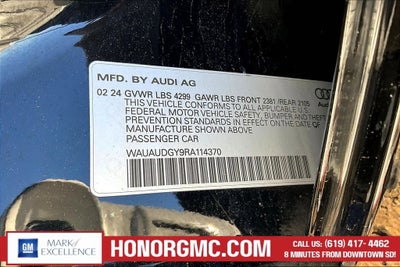 MFD. BY AUDI AG
02 24 GVWR LBS 4299 GAWR LBS FRONT 2381 /REAR 2105
THIS VEHICLE CONFORMS TO ALL APPLICABLE U.S.
FEDERAL MOTOR VEHICLE SAFETY, BUMPER AND THEFT
PREVENTION STANDARDS IN EFFECT ON THE DATE OF
MANUFACTURE SHOWN ABOVE.
PASSENGER CAR
WAUAUDGY9RA114370
Audi
GM
MARK of
EXCELLENCE
HONORGMC.COM
CALL US: (619) 417- 4462
8 MINUTES FROM DOWNTOWN SD!